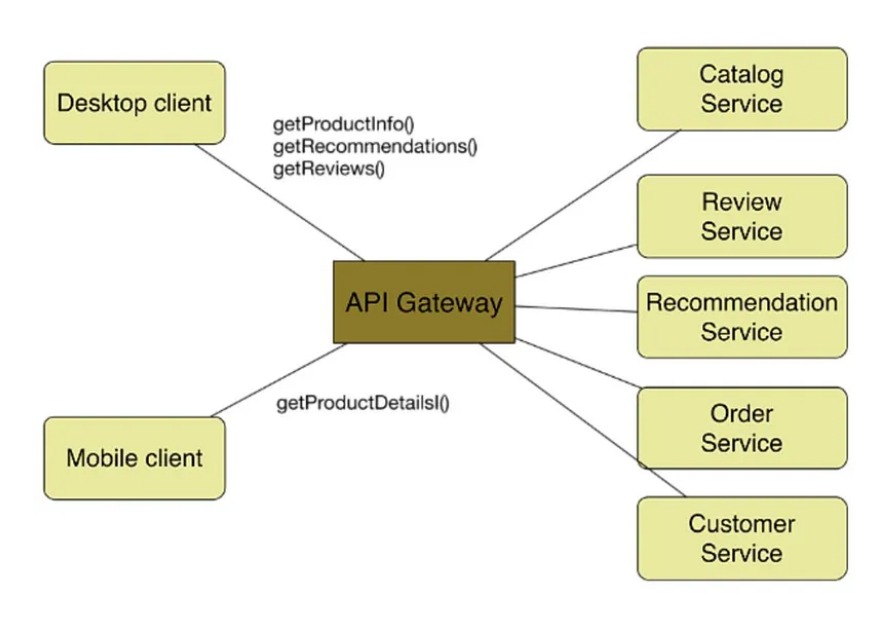 Desktop client
getProductInfo()
getRecommendations()
getReviews()
API Gateway
getProductDetailsl()
Mobile client
Catalog
Service
Review
Service
Recommendation
Service
Order
Service
Customer
Service